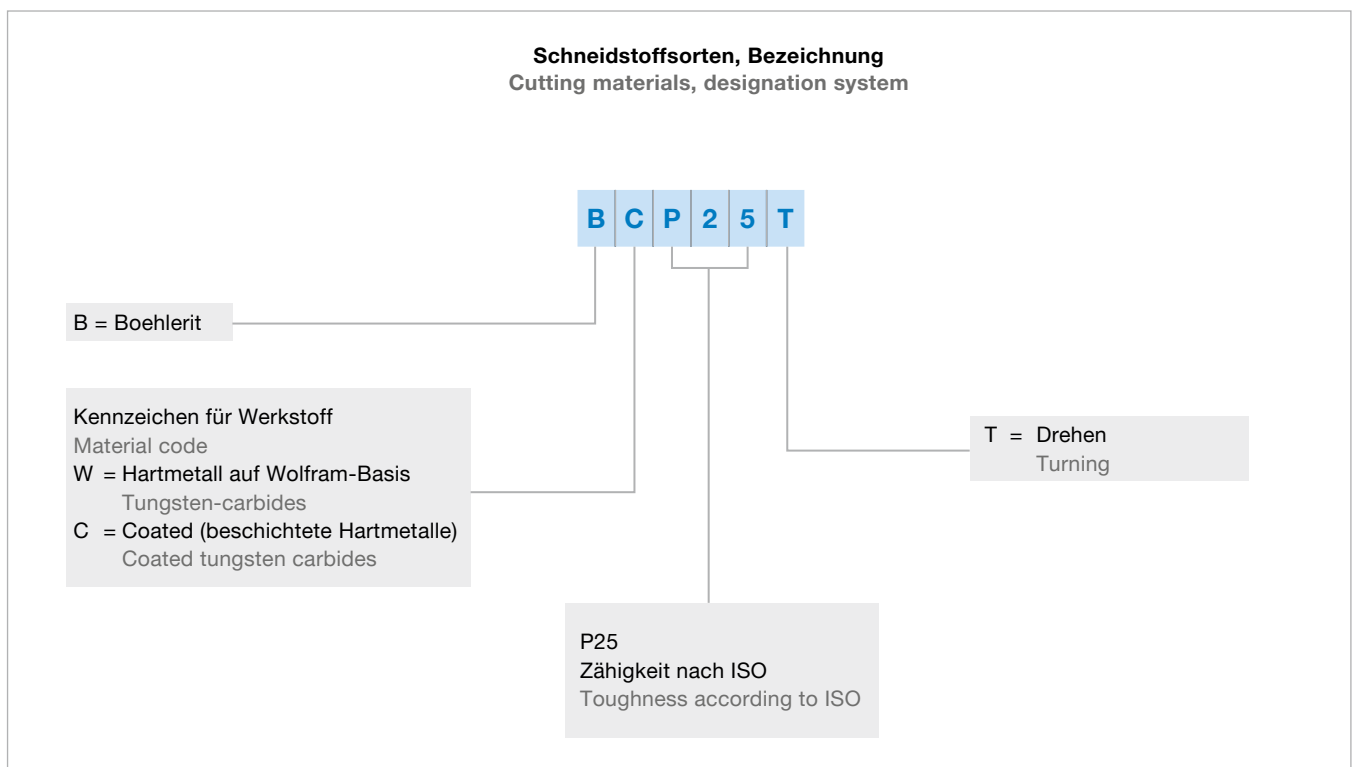 Schneidstoffsorten, Bezeichnung
Cutting materials, designation system
B C P 2 5 T
B = Boehlerit
Kennzeichen für Werkstoff
Material code
W = Hartmetall auf Wolfram-Basis
Tungsten-carbides
C = Coated (beschichtete Hartmetalle)
Coated tungsten carbides
T = Drehen
Turning
P25
Zähigkeit nach ISO
Toughness according to ISO